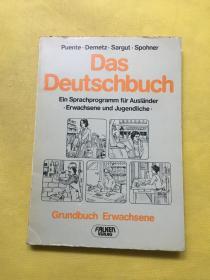 Puente · Demetz · Sargut · Spohner
Das
Deutschbuch
Ein Sprachprogramm für Ausländer
· Erwachsene und Jugendliche ·
Grundbuch Erwachsene
FALKEN
VERLAG